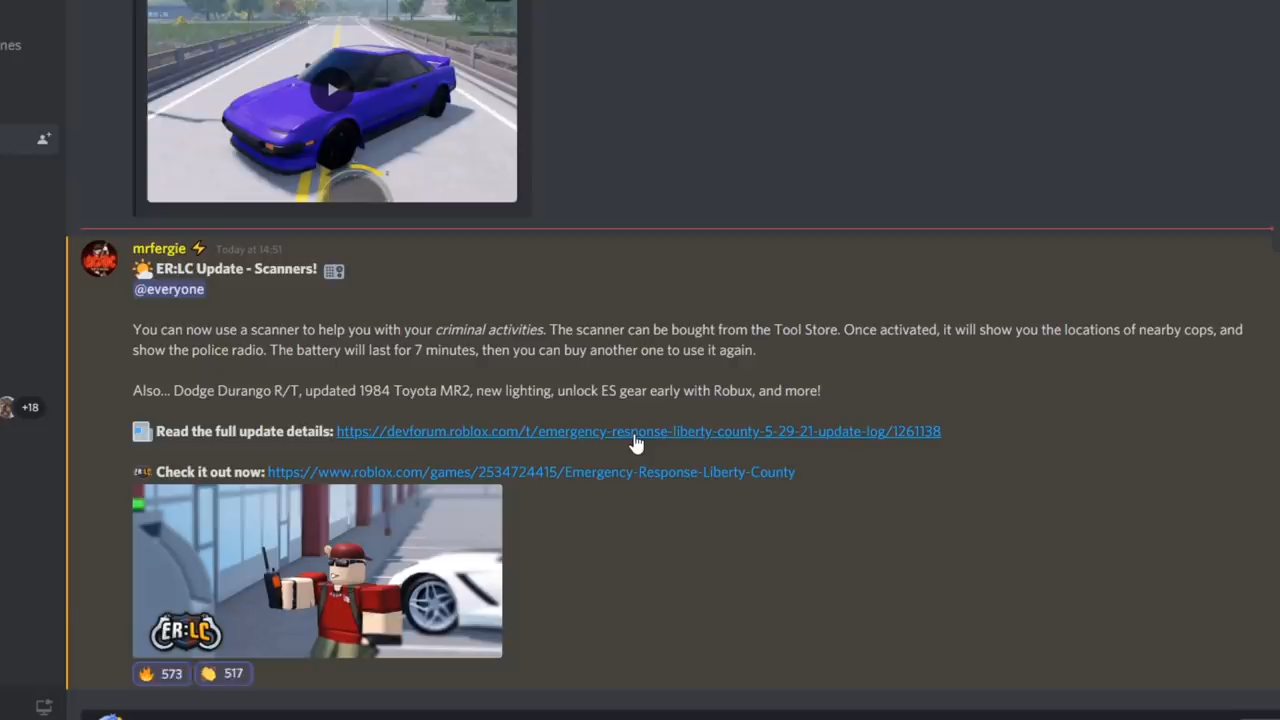 nes
mrfergie Today at 14:51
ER:LC Update - Scanners!
@everyone
You can now use a scanner to help you with your criminal activities. The scanner can be bought from the Tool Store. Once activated, it will show you the locations of nearby cops, and
show the police radio. The battery will last for 7 minutes, then you can buy another one to use it again.
Also... Dodge Durango R/T, updated 1984 Toyota MR2, new lighting, unlock ES gear early with Robux, and more!
+18
Read the full update details: https://devforum.roblox.com/t/emergency-response-liberty-county-5-29-21-update-log/1261138
Check it out now: https://www.roblox.com/games/2534724415/Emergency-Response-Liberty-County
ER:LC
573 517